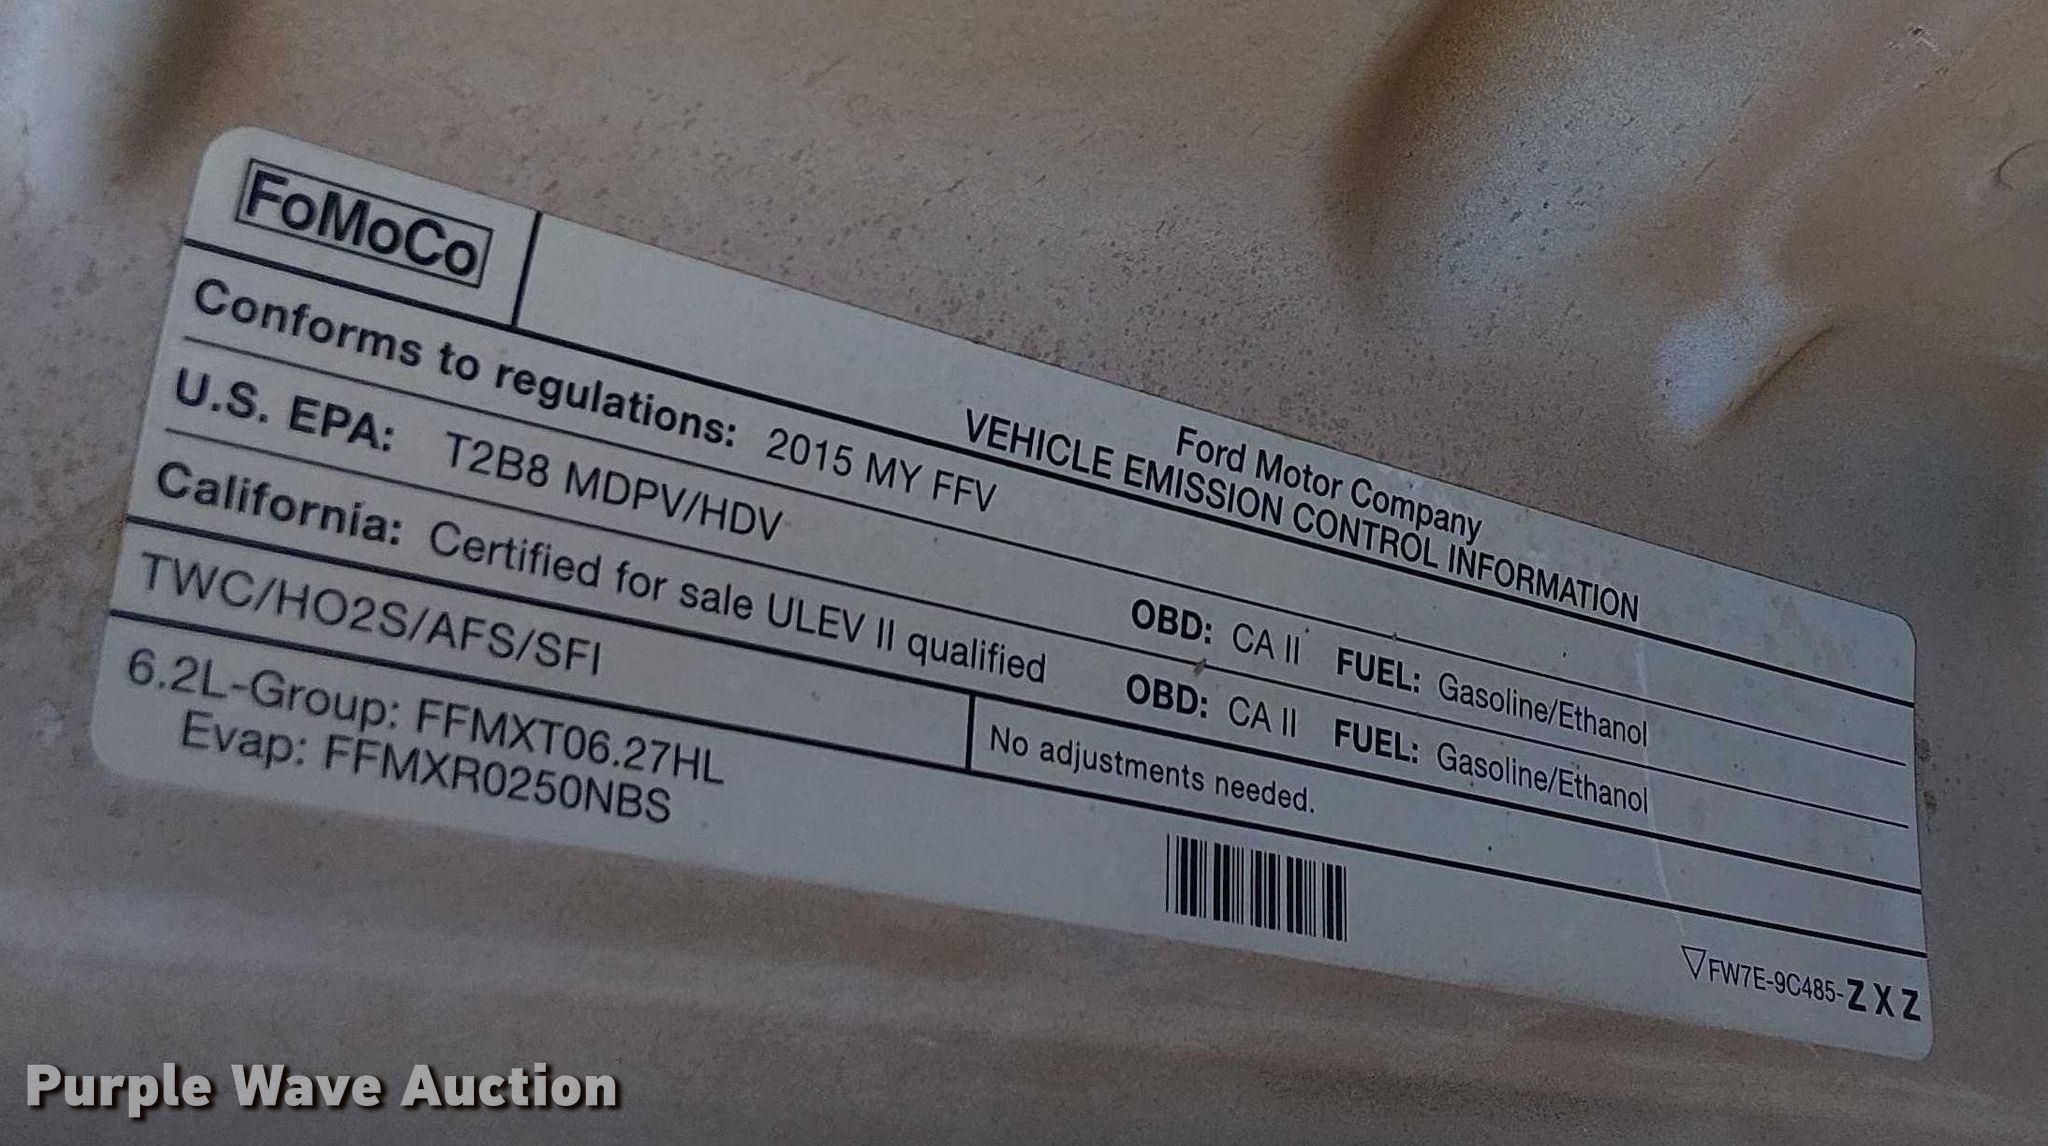 FoMoCo
Ford Motor Company
VEHICLE EMISSION CONTROL INFORMATION
Conforms to regulations: 2015 MY FFV
U.S. EPA: T2B8 MDPV/HDV OBD: CA II FUEL: Gasoline/Ethanol
California: Certified for sale ULEV II qualified OBD: CA II FUEL: Gasoline/Ethanol
TWC/HO2S/AFS/SFI No adjustments needed.
6.2L-Group: FFMXT06.27HL
Evap: FFMXR0250NBS
▽FW7E-9C485-ZXZ
Purple Wave Auction